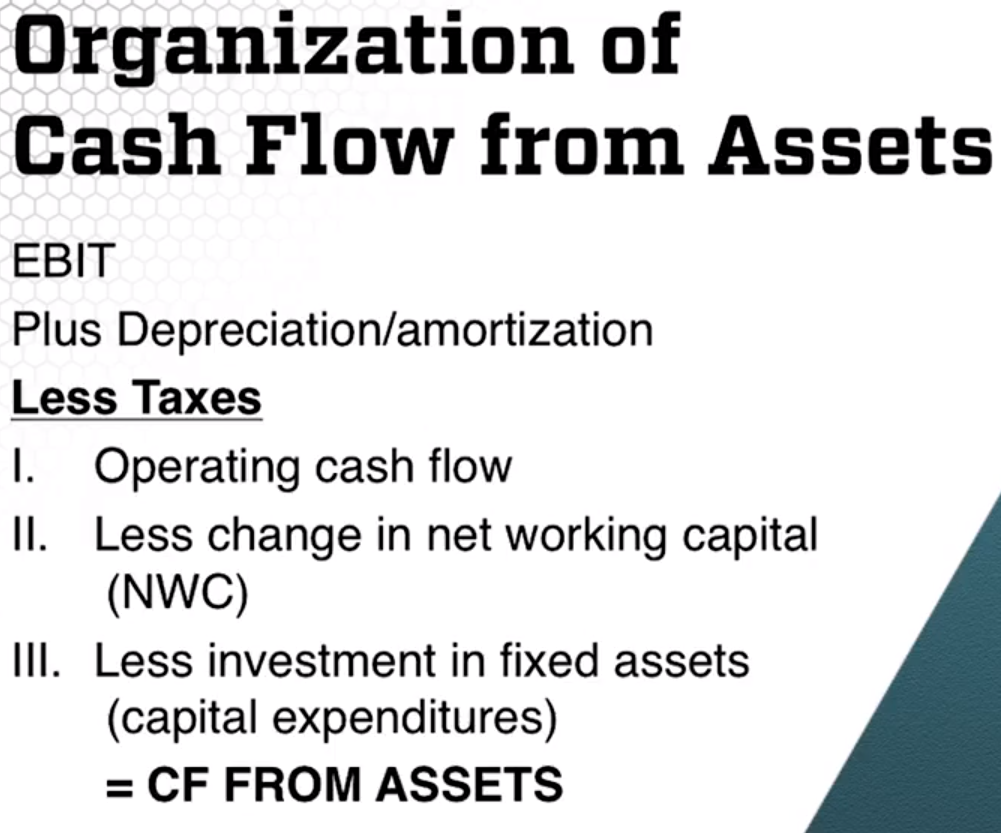 Organization of
Cash Flow from Assets
EBIT
Plus Depreciation/amortization
Less Taxes
I. Operating cash flow
II. Less change in net working capital
(NWC)
III. Less investment in fixed assets
(capital expenditures)
= CF FROM ASSETS